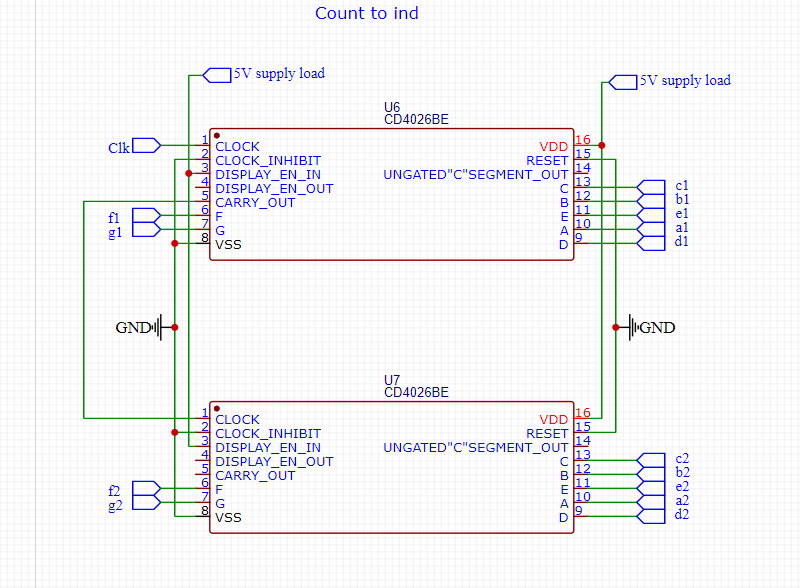 Count to ind
5V supply load
5V supply load
U6
CD4026BE
Clk
1 CLOCK VDD 16
2 CLOCK_INHIBIT RESET 15
3 DISPLAY_EN_IN UNGATED"C"SEGMENT_OUT 14
4 DISPLAY_EN_OUT C 13 c1
5 CARRY_OUT B 12 b1
f1 6 F E 11 e1
g1 7 G A 10 a1
8 VSS D 9 d1
GND GND
U7
CD4026BE
1 CLOCK VDD 16
2 CLOCK_INHIBIT RESET 15
3 DISPLAY_EN_IN UNGATED"C"SEGMENT_OUT 14
4 DISPLAY_EN_OUT C 13 c2
5 CARRY_OUT B 12 b2
f2 6 F E 11 e2
g2 7 G A 10 a2
8 VSS D 9 d2